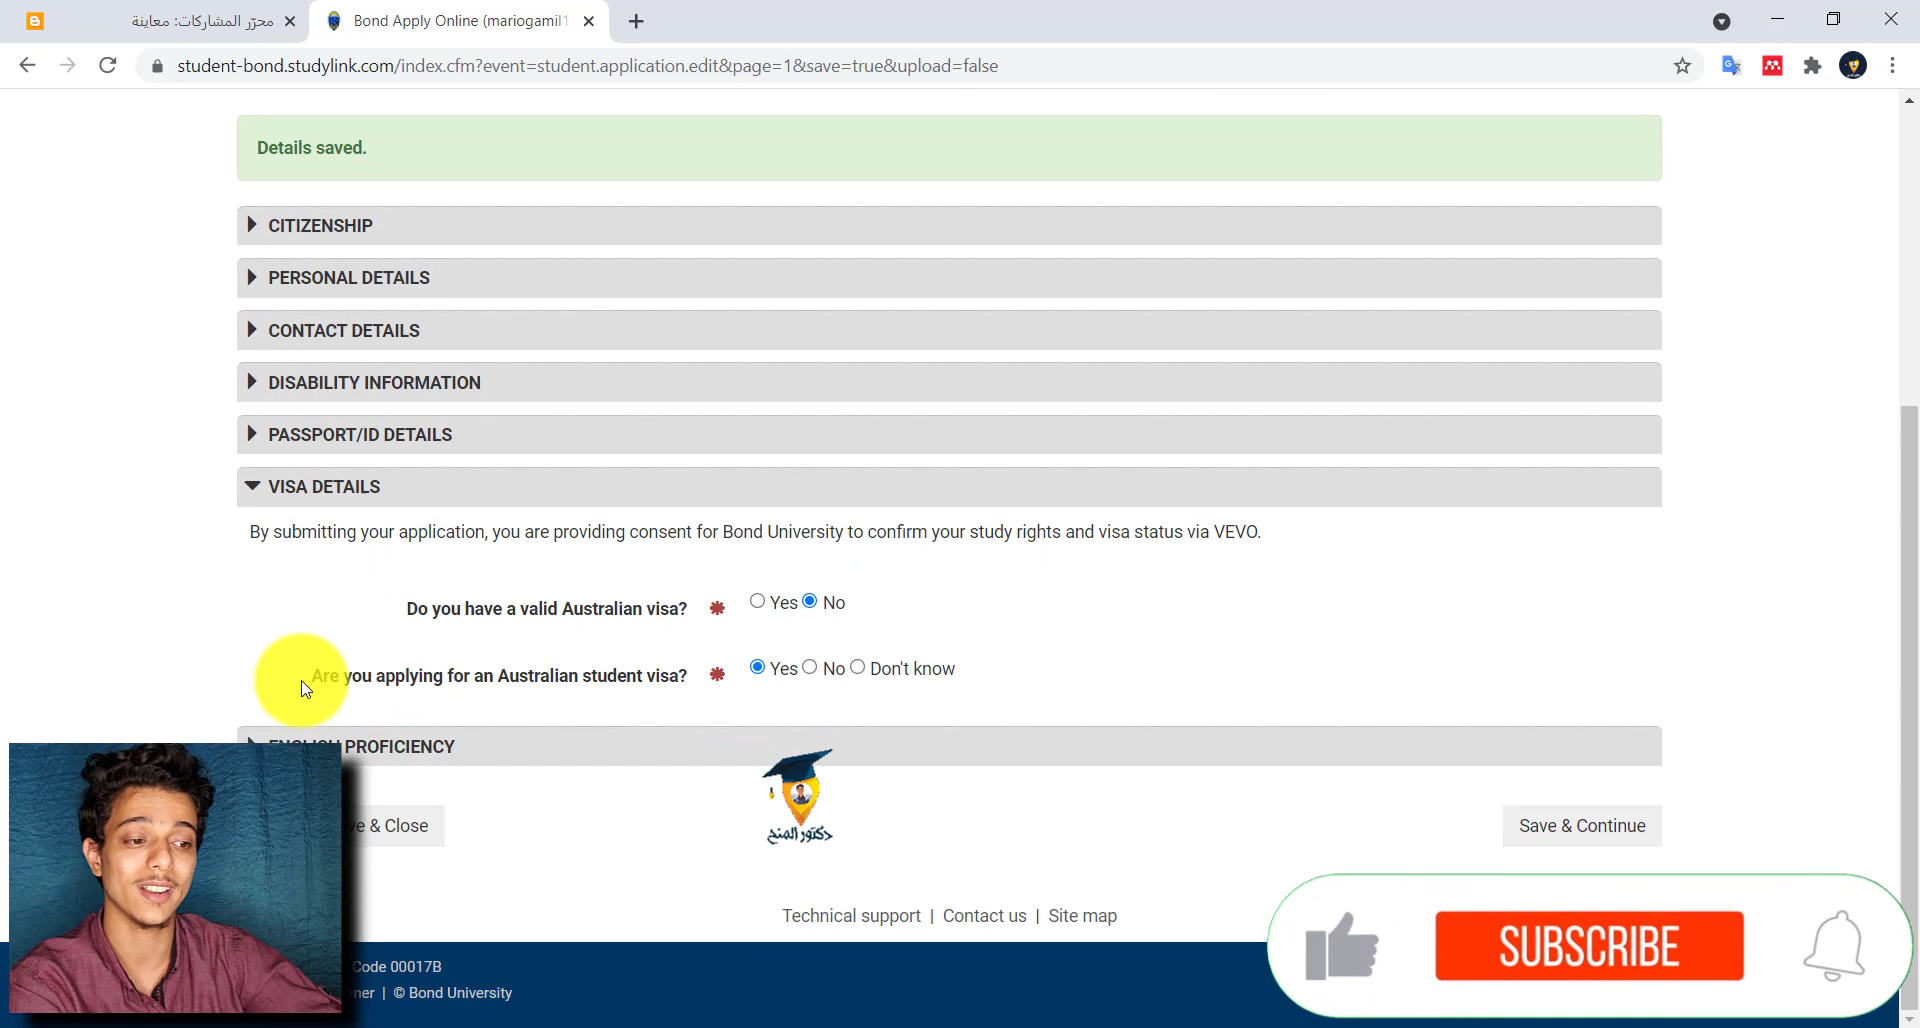 محرّر المشاركات: معاينة
Bond Apply Online (mariogamil1
student-bond.studylink.com/index.cfm?event=student.application.edit&page=1&save=true&upload=false
Details saved.
CITIZENSHIP
PERSONAL DETAILS
CONTACT DETAILS
DISABILITY INFORMATION
PASSPORT/ID DETAILS
VISA DETAILS
By submitting your application, you are providing consent for Bond University to confirm your study rights and visa status via VEVO.
Do you have a valid Australian visa? Yes No
Are you applying for an Australian student visa? Yes No Don't know
ENGLISH PROFICIENCY
دكتور المنح
& Close
Save & Continue
Technical support | Contact us | Site map
SUBSCRIBE
Code 00017B
| © Bond University